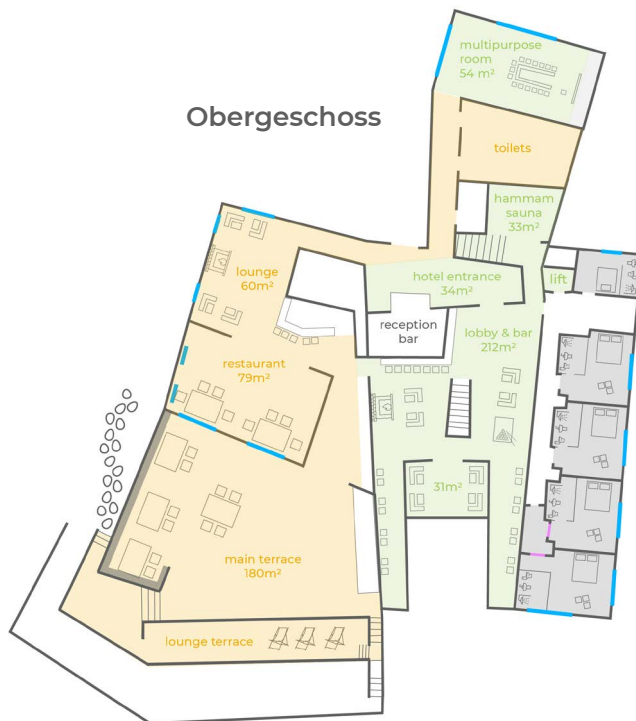 multipurpose
room
54 m²
Obergeschoss
toilets
hammam
sauna
33m²
lounge
60m²
hotel entrance
34m²
lift
reception
bar
lobby & bar
212m²
restaurant
79m²
31m²
main terrace
180m²
lounge terrace